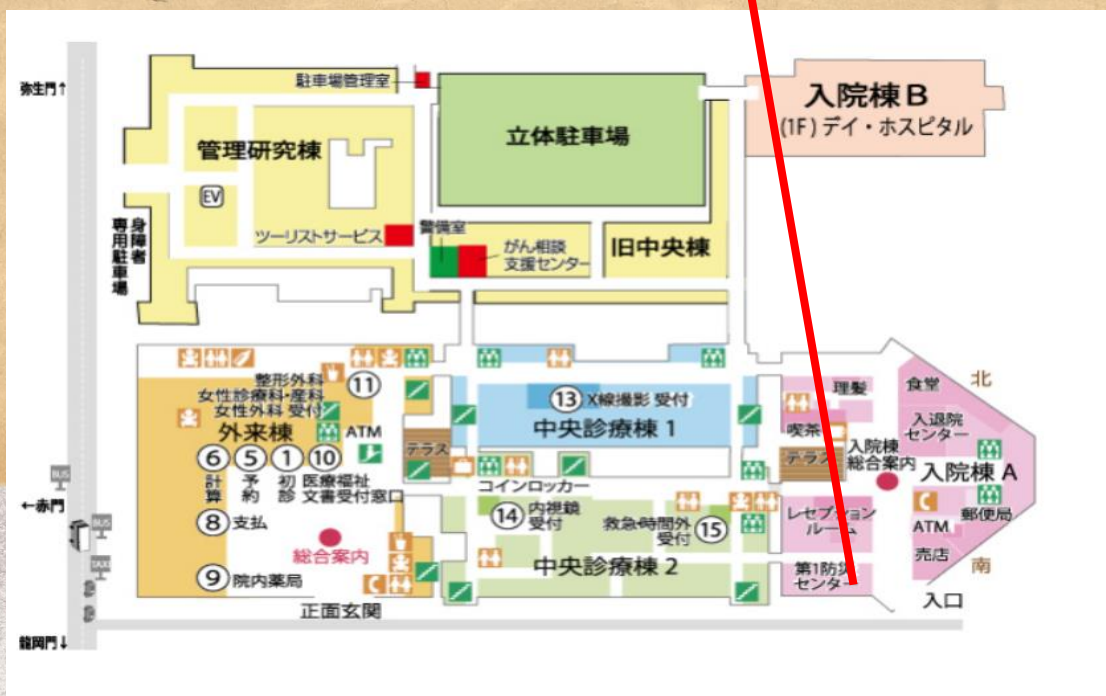 弥生門↑
駐車場管理室
入院棟 B
(1F) デイ・ホスピタル
立体駐車場
管理研究棟
EV
身障者
専用駐車場
ツーリストサービス
警備室
がん相談
支援センター
旧中央棟
整形外科
女性診療科・産科
女性外科 受付
⑪
外来棟
ATM
⑥
計算
⑤
予約
①
初診
⑩
医療福祉
文書受付窓口
⑧支払
総合案内
⑨院内薬局
正面玄関
テラス
⑬ X線撮影 受付
中央診療棟 1
コインロッカー
⑭ 内視鏡
受付
救急・時間外
受付 ⑮
中央診療棟 2
理髪
喫茶
テラス
入院棟
総合案内
レセプション
ルーム
第1防災
センター
食堂
北
入退院
センター
入院棟 A
郵便局
ATM
売店
南
入口
BUS
←赤門
BUS
TAXI
龍岡門↓